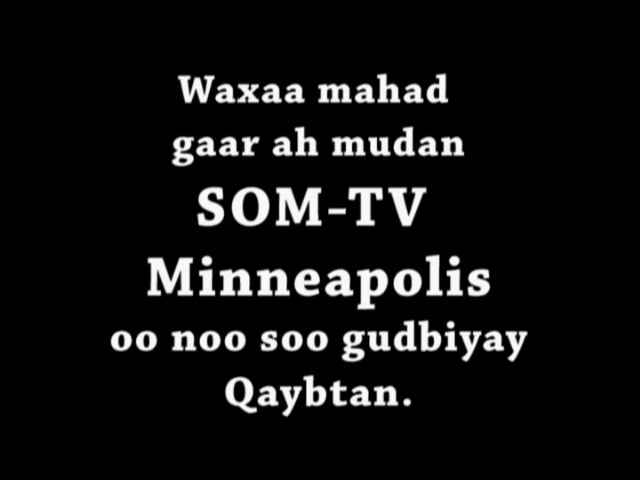 Waxaa mahad
gaar ah mudan
SOM-TV
Minneapolis
oo noo soo gudbiyay
Qaybtan.